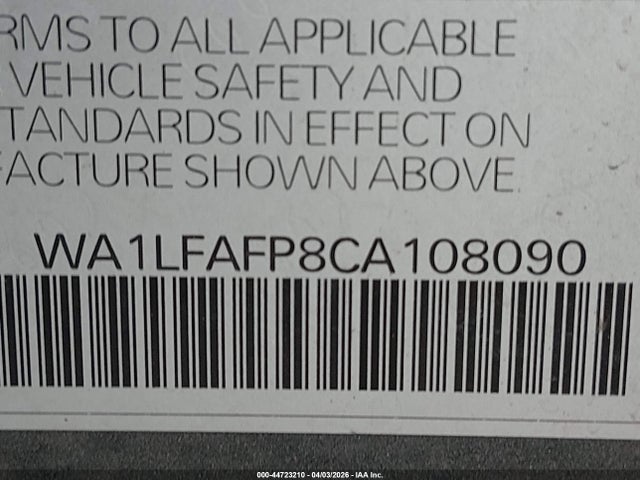 RMS TO ALL APPLICABLE
VEHICLE SAFETY AND
TANDARDS IN EFFECT ON
FACTURE SHOWN ABOVE.
WA1LFAFP8CA108090
000-44723210 - 04/03/2026 - IAA Inc.